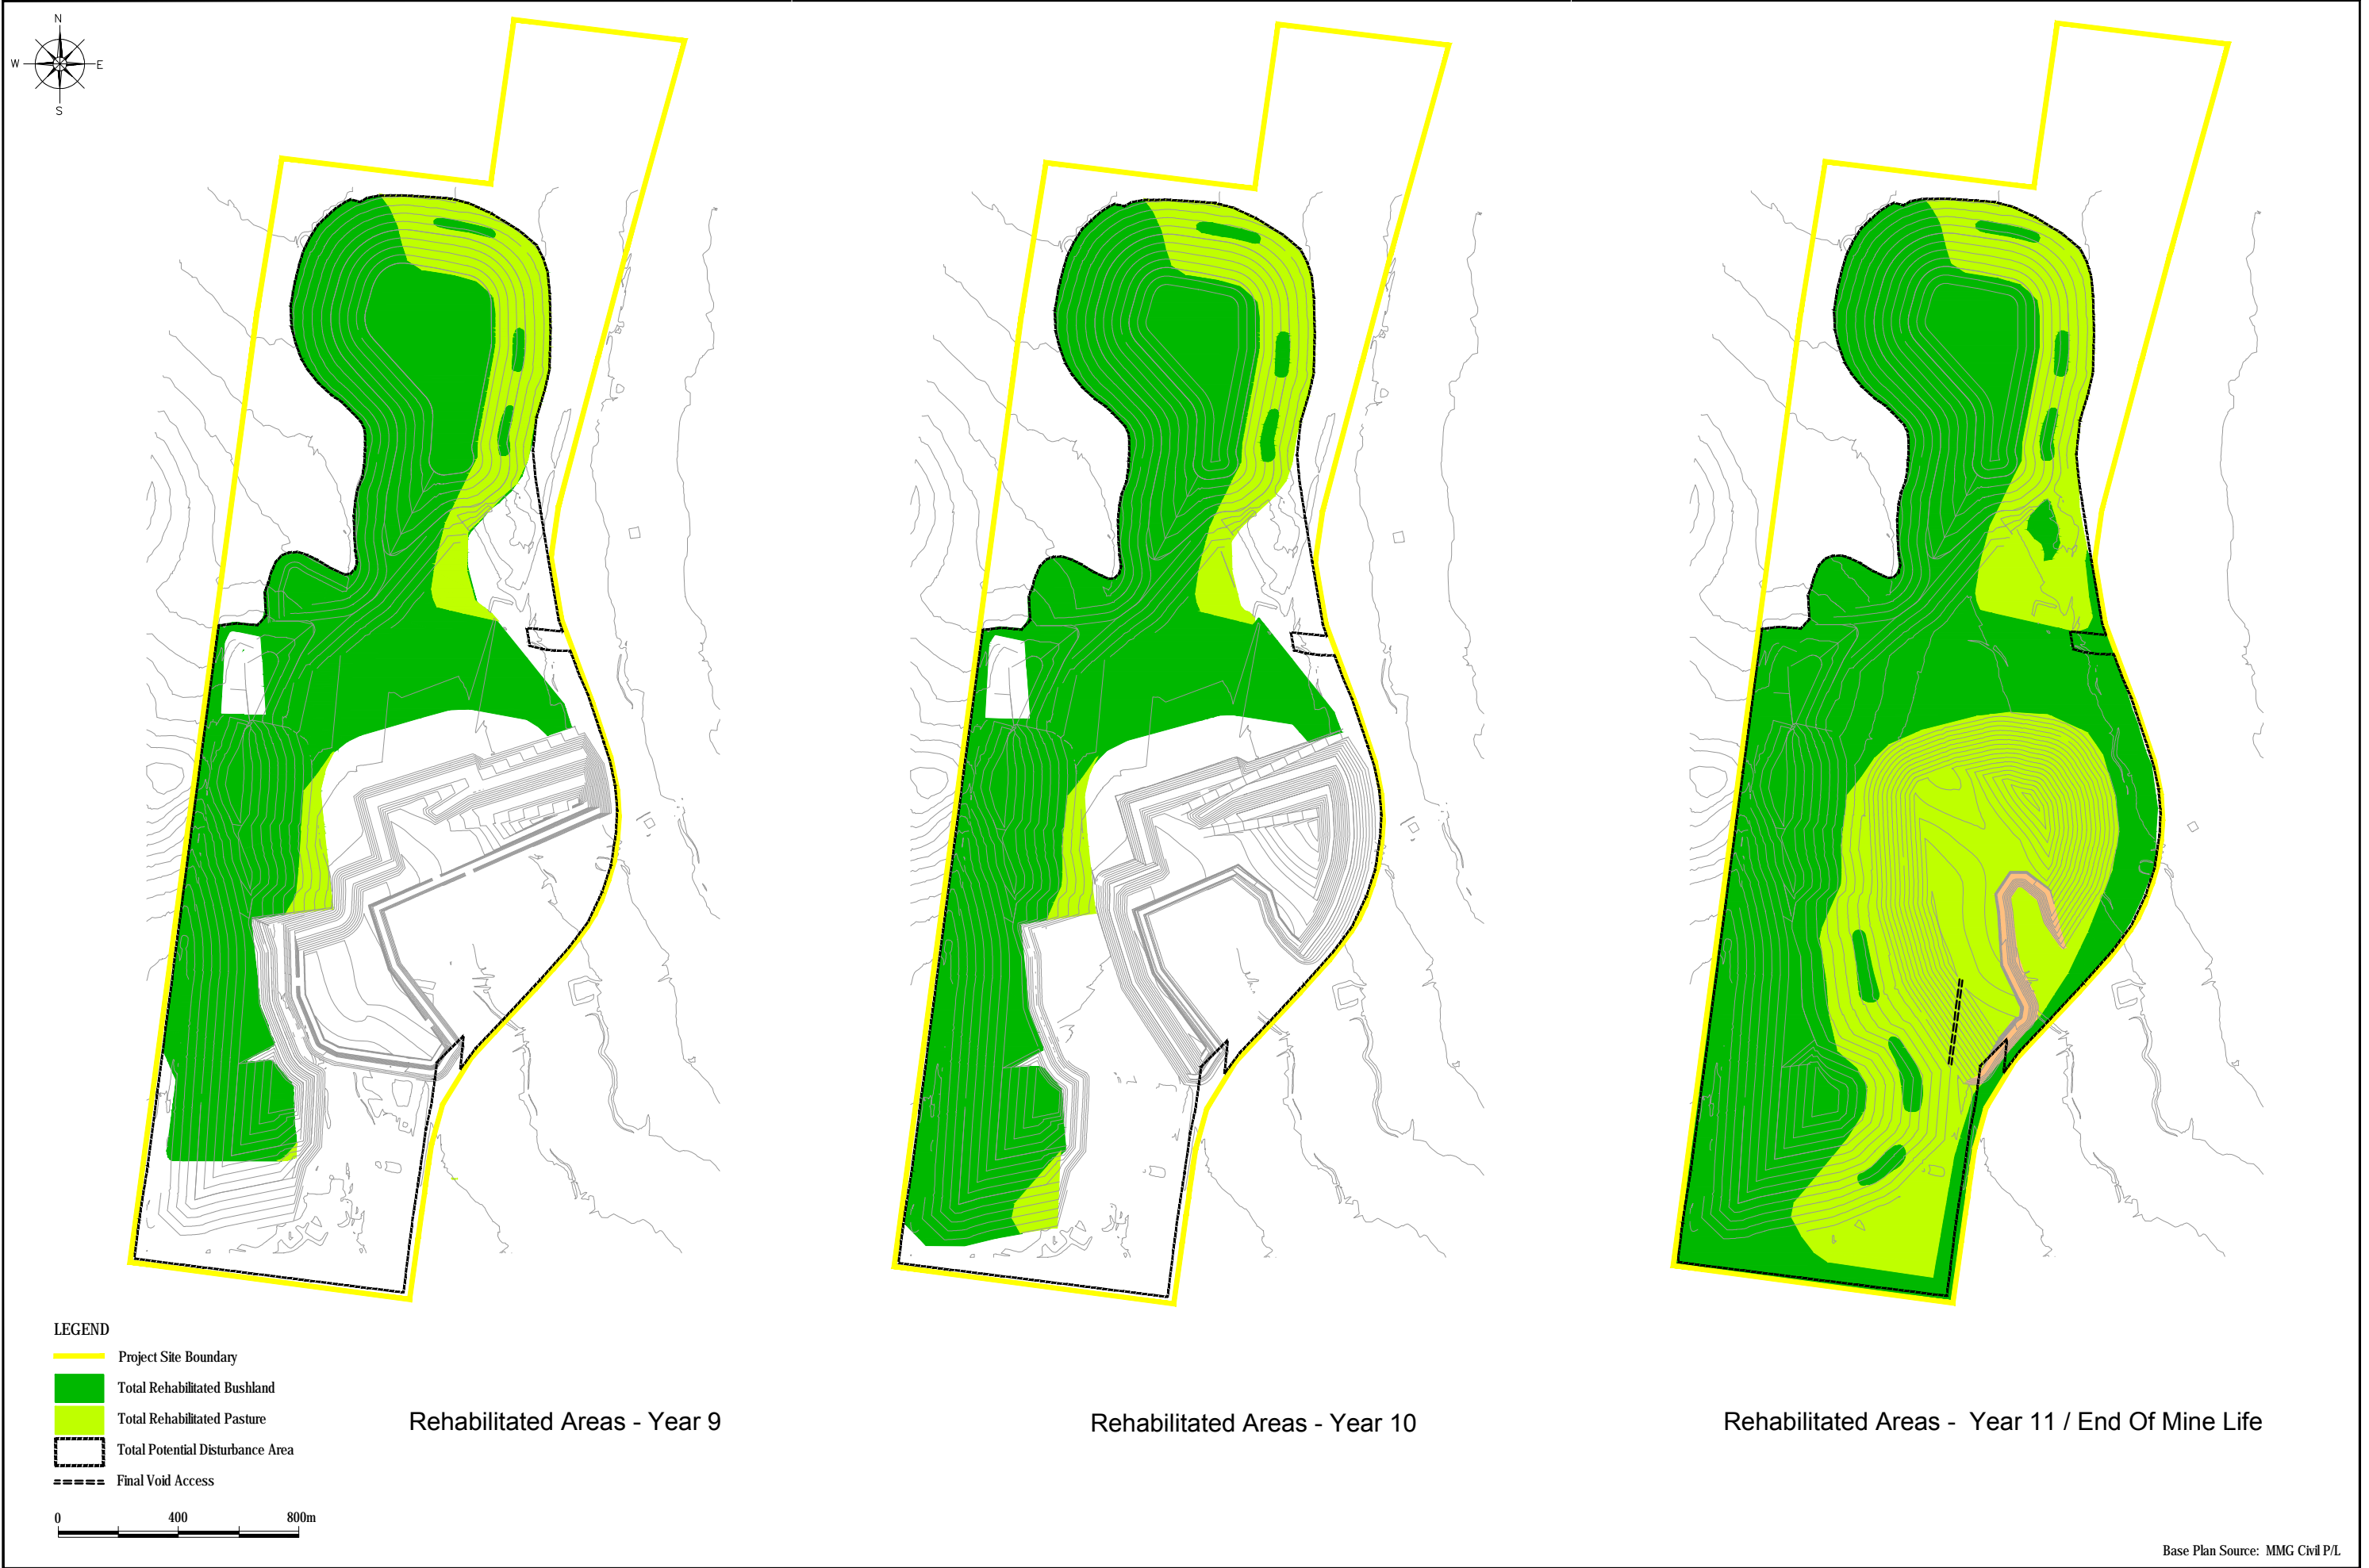 N
W
E
S
LEGEND
Project Site Boundary
Total Rehabilitated Bushland
Total Rehabilitated Pasture
Total Potential Disturbance Area
Final Void Access
0 400 800m
Rehabilitated Areas - Year 9
Rehabilitated Areas - Year 10
Rehabilitated Areas - Year 11 / End Of Mine Life
Base Plan Source: MMG Civil P/L